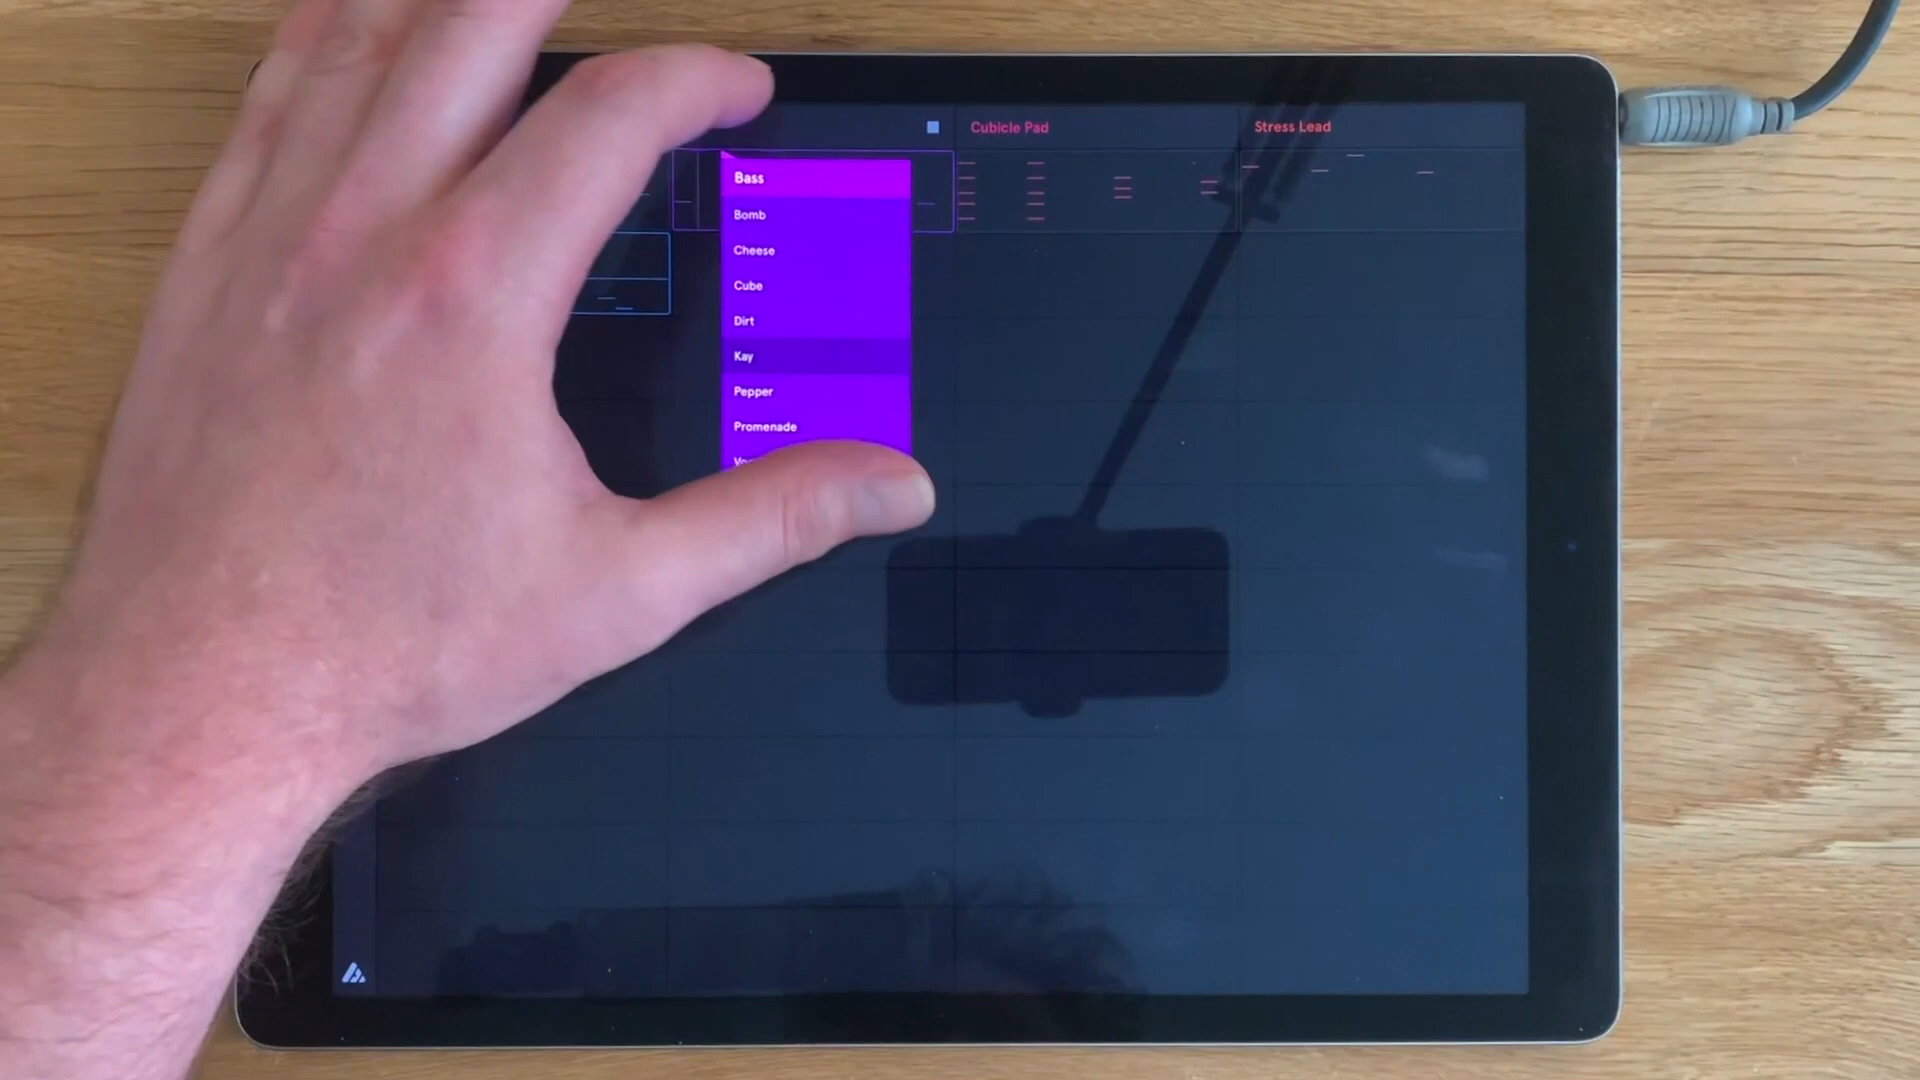 Cubicle Pad
Stress Lead
Bass
Bomb
Cheese
Cube
Dirt
Kay
Pepper
Promenade